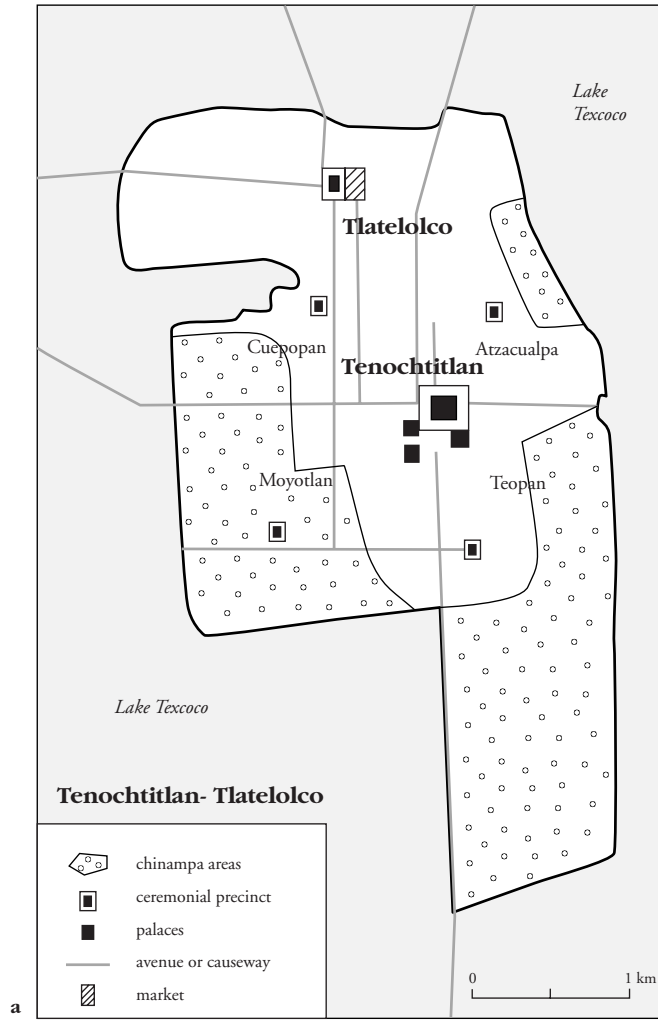 Lake
Texcoco
Tlatelolco
Cuepopan
Atzacualpa
Tenochtitlan
Moyotlan
Teopan
Lake Texcoco
Tenochtitlan- Tlatelolco
chinampa areas
ceremonial precinct
palaces
avenue or causeway
market
0 1 km
a